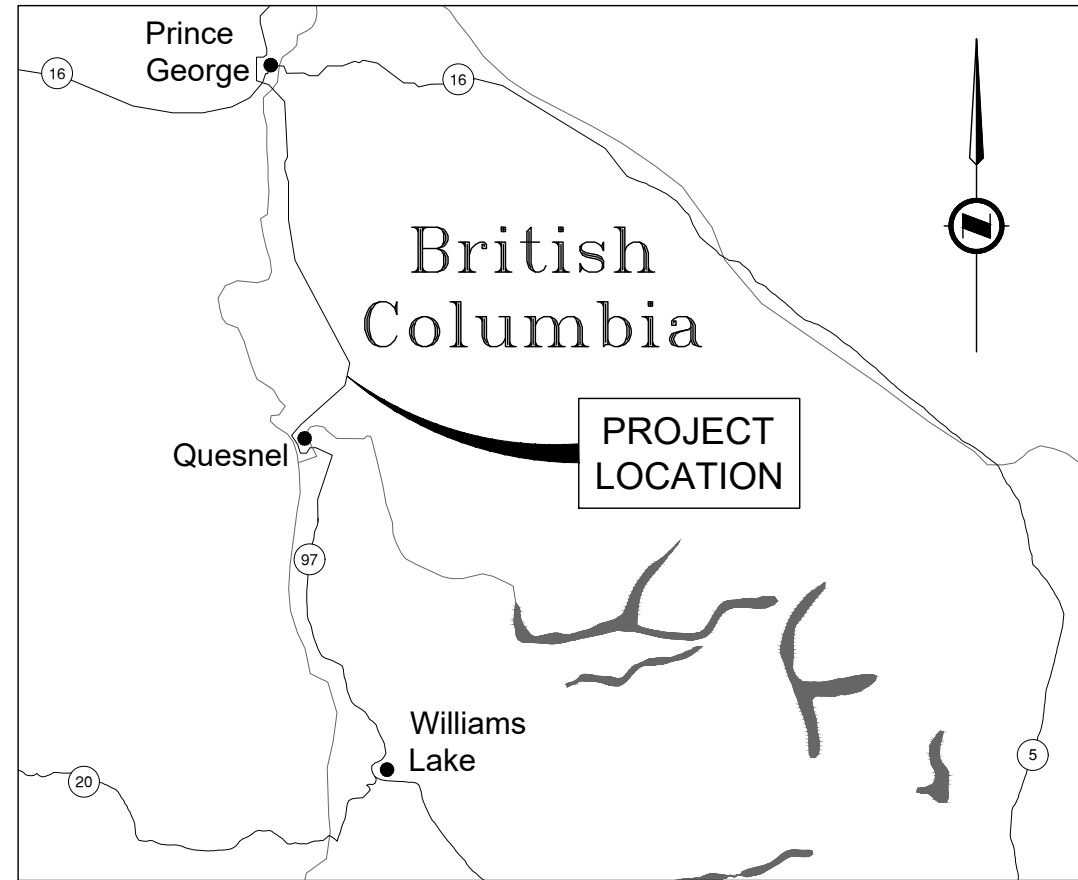 Prince
George
16
16
British
Columbia
PROJECT
LOCATION
Quesnel
97
Williams
Lake
20
5